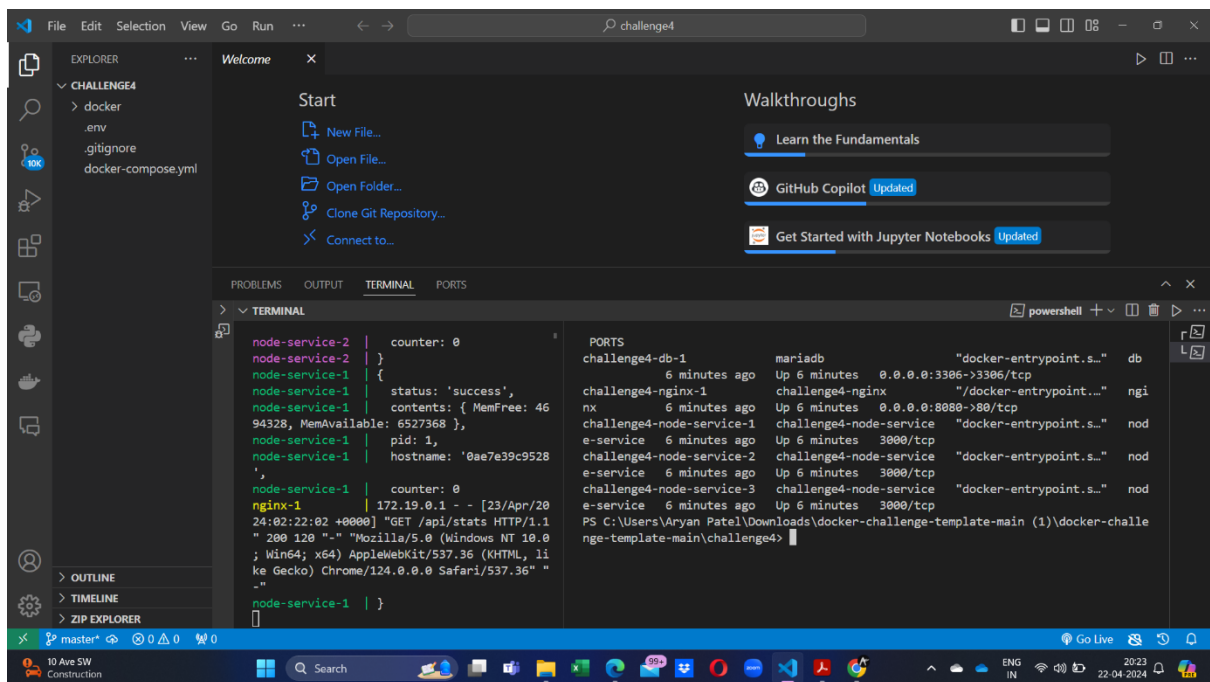 File Edit Selection View Go Run ··· challenge4
EXPLORER ···
CHALLENGE4
docker
.env
.gitignore
docker-compose.yml
10K
OUTLINE
TIMELINE
ZIP EXPLORER
Welcome
Start
New File...
Open File...
Open Folder...
Clone Git Repository...
Connect to...
Walkthroughs
Learn the Fundamentals
GitHub Copilot Updated
Get Started with Jupyter Notebooks Updated
PROBLEMS OUTPUT TERMINAL PORTS
TERMINAL
powershell
node-service-2 | counter: 0
node-service-2 | }
node-service-1 | {
node-service-1 | status: 'success',
node-service-1 | contents: { MemFree: 46
94328, MemAvailable: 6527368 },
node-service-1 | pid: 1,
node-service-1 | hostname: '0ae7e39c9528
',
node-service-1 | counter: 0
nginx-1 | 172.19.0.1 - - [23/Apr/20
24:02:22:02 +0000] "GET /api/stats HTTP/1.1
" 200 120 "-" "Mozilla/5.0 (Windows NT 10.0
; Win64; x64) AppleWebKit/537.36 (KHTML, li
ke Gecko) Chrome/124.0.0.0 Safari/537.36" "
-"
node-service-1 | }
PORTS
challenge4-db-1 mariadb "docker-entrypoint.s…" db
6 minutes ago Up 6 minutes 0.0.0.0:3306->3306/tcp
challenge4-nginx-1 challenge4-nginx "/docker-entrypoint.…" ngi
nx 6 minutes ago Up 6 minutes 0.0.0.0:8080->80/tcp
challenge4-node-service-1 challenge4-node-service "docker-entrypoint.s…" nod
e-service 6 minutes ago Up 6 minutes 3000/tcp
challenge4-node-service-2 challenge4-node-service "docker-entrypoint.s…" nod
e-service 6 minutes ago Up 6 minutes 3000/tcp
challenge4-node-service-3 challenge4-node-service "docker-entrypoint.s…" nod
e-service 6 minutes ago Up 6 minutes 3000/tcp
PS C:\Users\Aryan Patel\Downloads\docker-challenge-template-main (1)\docker-challe
nge-template-main\challenge4>
master* 0 0 0 Go Live
10 Ave SW
Construction
Search
99+
ENG
IN
20:23
22-04-2024